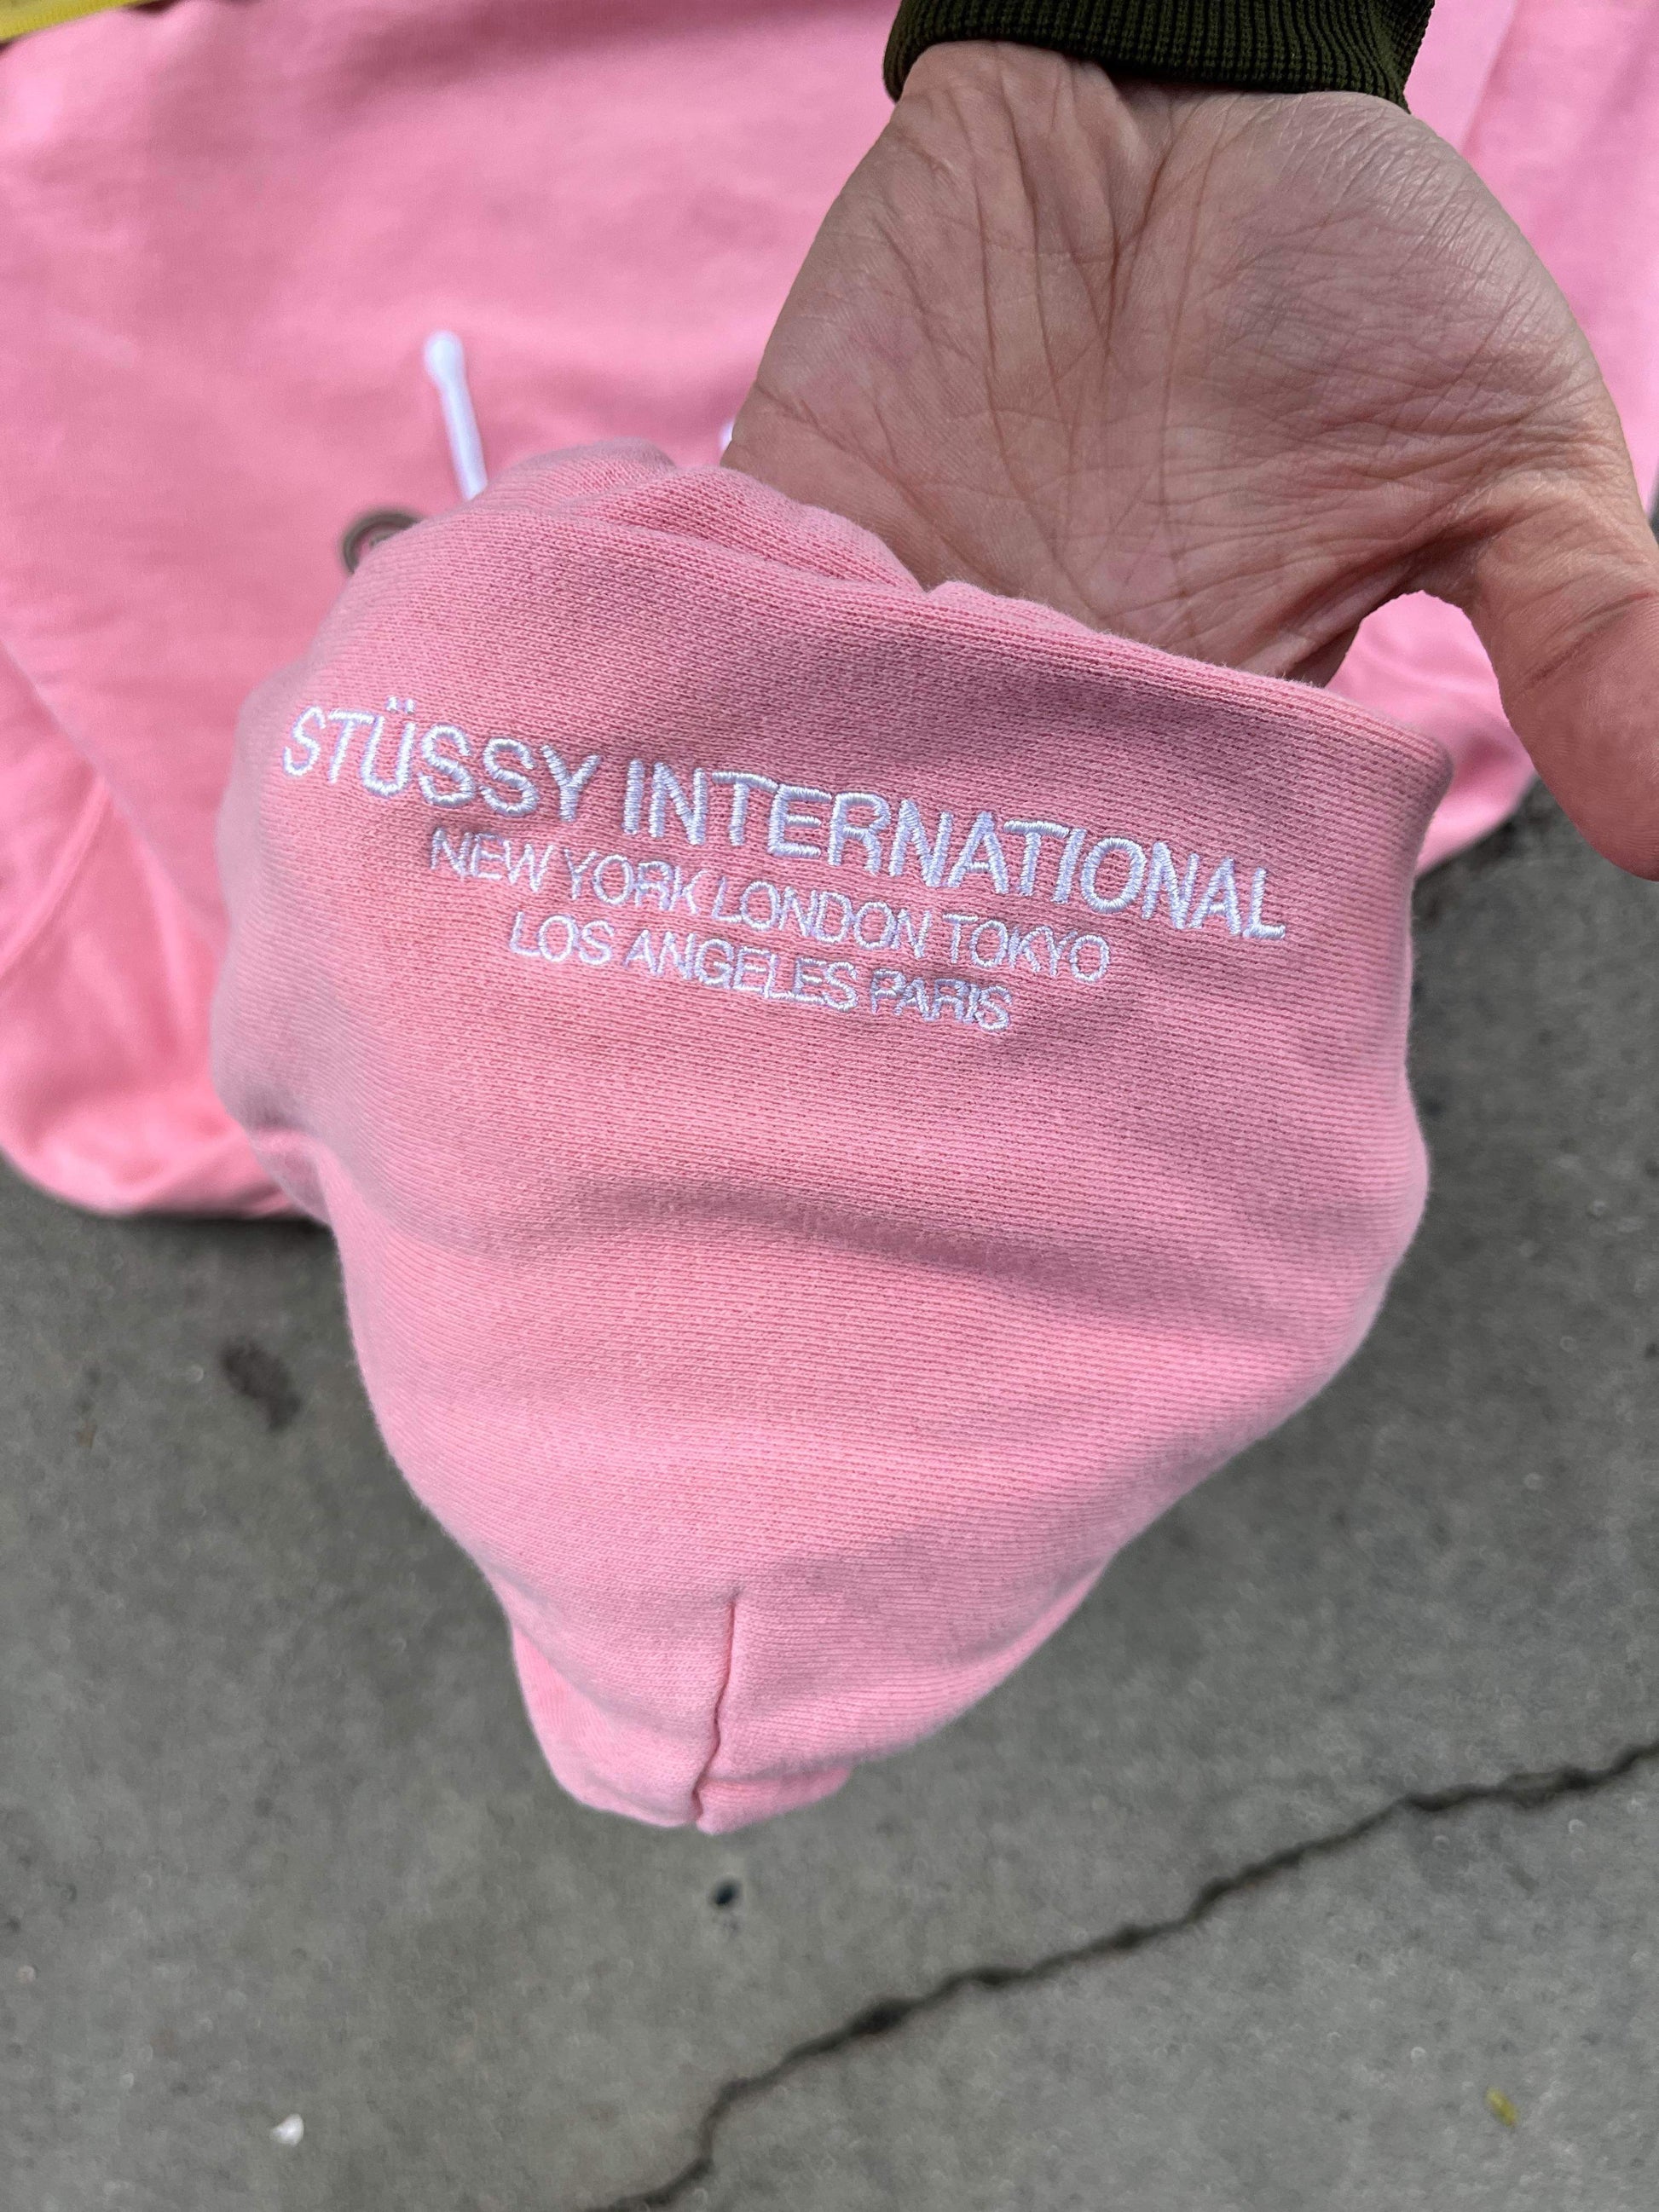 STÜSSY INTERNATIONAL
NEW YORK LONDON TOKYO
LOS ANGELES PARIS